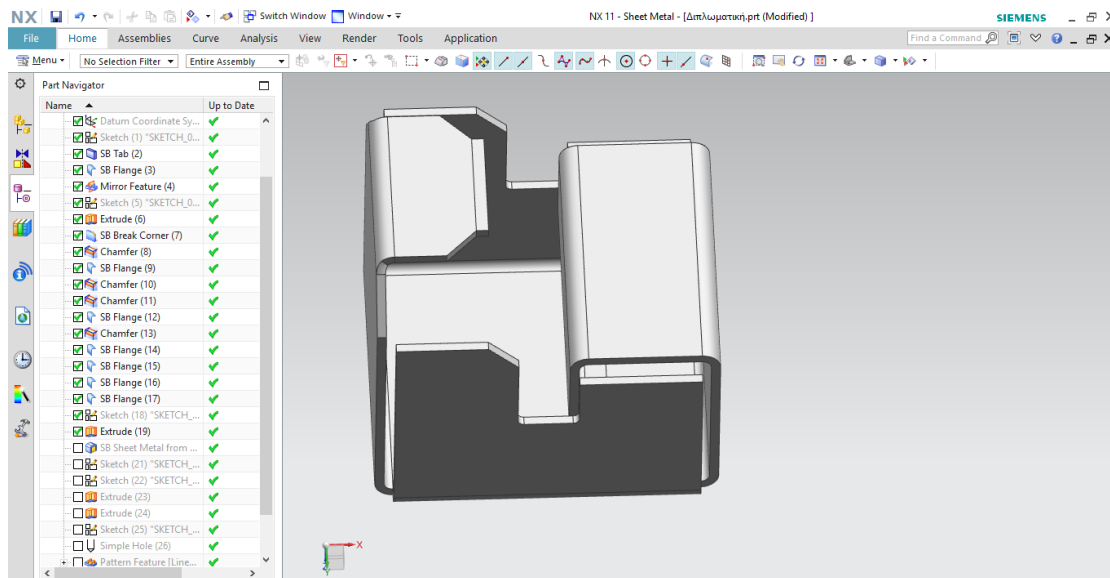 NX Switch Window Window NX 11 - Sheet Metal - [Διπλωματική.prt (Modified) ] SIEMENS
File Home Assemblies Curve Analysis View Render Tools Application Find a Command
Menu No Selection Filter Entire Assembly
Part Navigator
Name Up to Date
Datum Coordinate Sy...
Sketch (1) "SKETCH_0...
SB Tab (2)
SB Flange (3)
Mirror Feature (4)
Sketch (5) "SKETCH_0...
Extrude (6)
SB Break Corner (7)
Chamfer (8)
SB Flange (9)
Chamfer (10)
Chamfer (11)
SB Flange (12)
Chamfer (13)
SB Flange (14)
SB Flange (15)
SB Flange (16)
SB Flange (17)
Sketch (18) "SKETCH_...
Extrude (19)
SB Sheet Metal from ...
Sketch (21) "SKETCH_...
Sketch (22) "SKETCH_...
Extrude (23)
Extrude (24)
Sketch (25) "SKETCH_...
Simple Hole (26)
Pattern Feature [Line...
X
Y